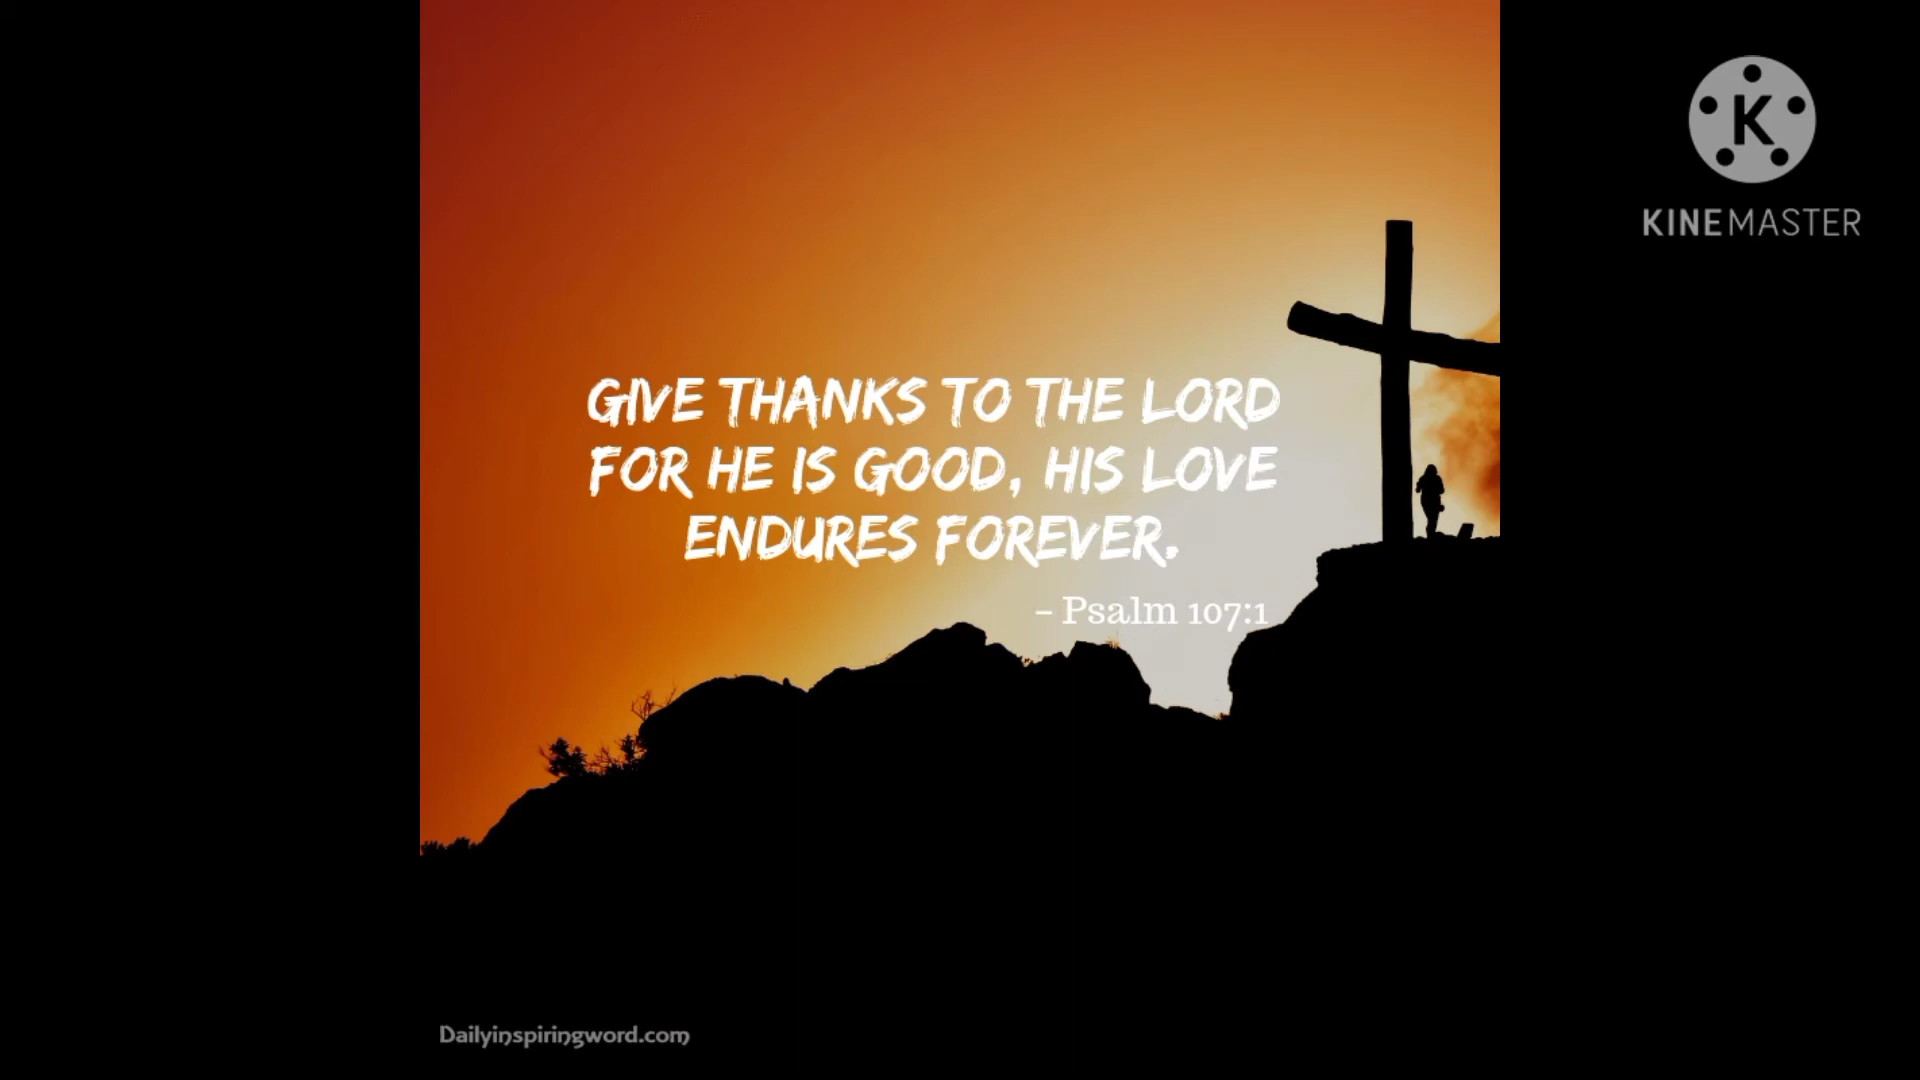 K
KINEMASTER
GIVE THANKS TO THE LORD
FOR HE IS GOOD, HIS LOVE
ENDURES FOREVER.
– Psalm 107:1
Dailyinspiringword.com